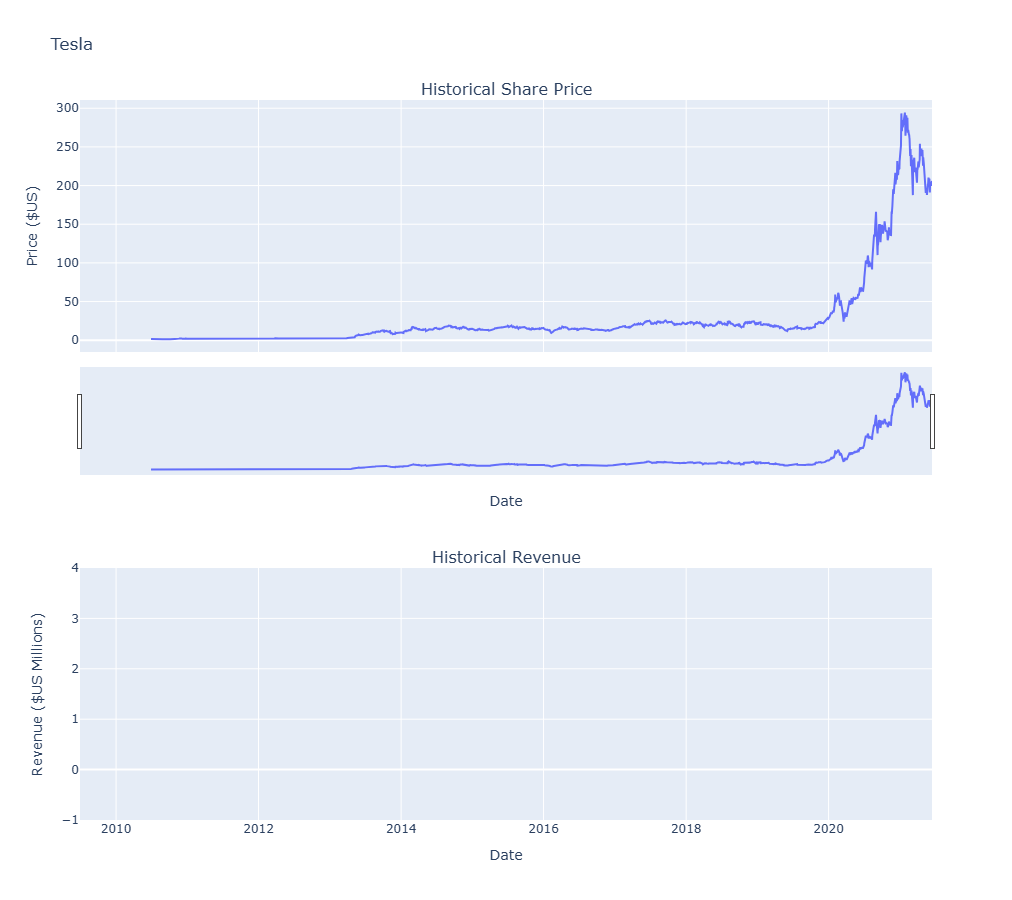 Tesla
Historical Share Price
300
250
200
150
100
50
0
Price ($US)
Date
Historical Revenue
4
3
2
1
0
−1
Revenue ($US Millions)
2010 2012 2014 2016 2018 2020
Date